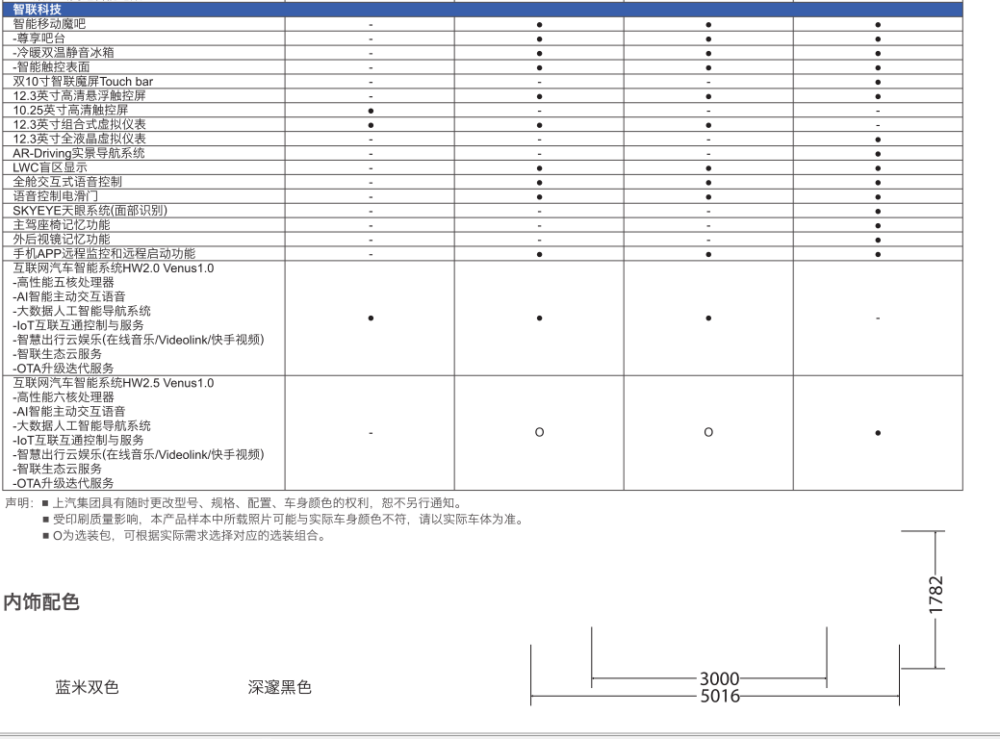 智联科技
智能移动魔吧 - ● ● ●
-尊享吧台 - ● ● ●
-冷暖双温静音冰箱 - ● ● ●
-智能触控表面 - ● ● ●
双10寸智联魔屏Touch bar - - - ●
12.3英寸高清悬浮触控屏 - ● ● ●
10.25英寸高清触控屏 ● - - -
12.3英寸组合式虚拟仪表 ● ● ● -
12.3英寸全液晶虚拟仪表 - - - ●
AR-Driving实景导航系统 - - - ●
LWC盲区显示 - ● ● ●
全舱交互式语音控制 - ● ● ●
语音控制电滑门 - ● ● ●
SKYEYE天眼系统(面部识别) - - - ●
主驾座椅记忆功能 - - - ●
外后视镜记忆功能 - - - ●
手机APP远程监控和远程启动功能 - ● ● ●
互联网汽车智能系统HW2.0 Venus1.0
-高性能五核处理器
-AI智能主动交互语音
-大数据人工智能导航系统
-IoT互联互通控制与服务
-智慧出行云娱乐(在线音乐/Videolink/快手视频)
-智联生态云服务
-OTA升级迭代服务
● ● ● -
互联网汽车智能系统HW2.5 Venus1.0
-高性能六核处理器
-AI智能主动交互语音
-大数据人工智能导航系统
-IoT互联互通控制与服务
-智慧出行云娱乐(在线音乐/Videolink/快手视频)
-智联生态云服务
-OTA升级迭代服务
- O O ●
声明：■ 上汽集团具有随时更改型号、规格、配置、车身颜色的权利，恕不另行通知。
■ 受印刷质量影响，本产品样本中所载照片可能与实际车身颜色不符，请以实际车体为准。
■ O为选装包，可根据实际需求选择对应的选装组合。
内饰配色
蓝米双色
深邃黑色
1782
3000
5016